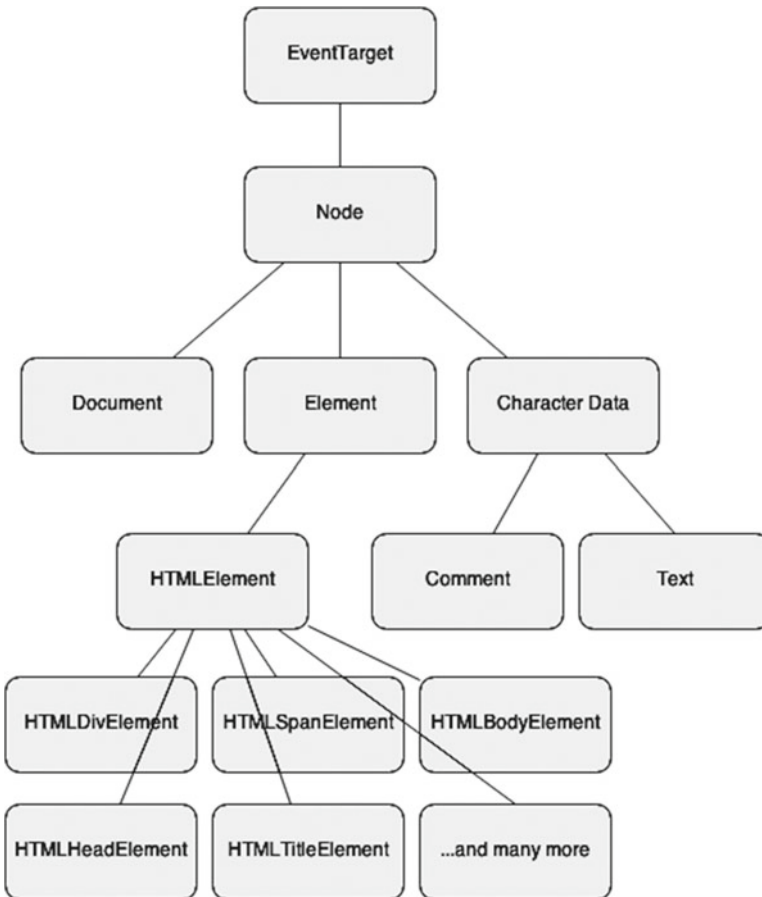 EventTarget
Node
Document
Element
Character Data
HTMLElement
Comment
Text
HTMLDivElement
HTMLSpanElement
HTMLBodyElement
HTMLHeadElement
HTMLTitleElement
...and many more